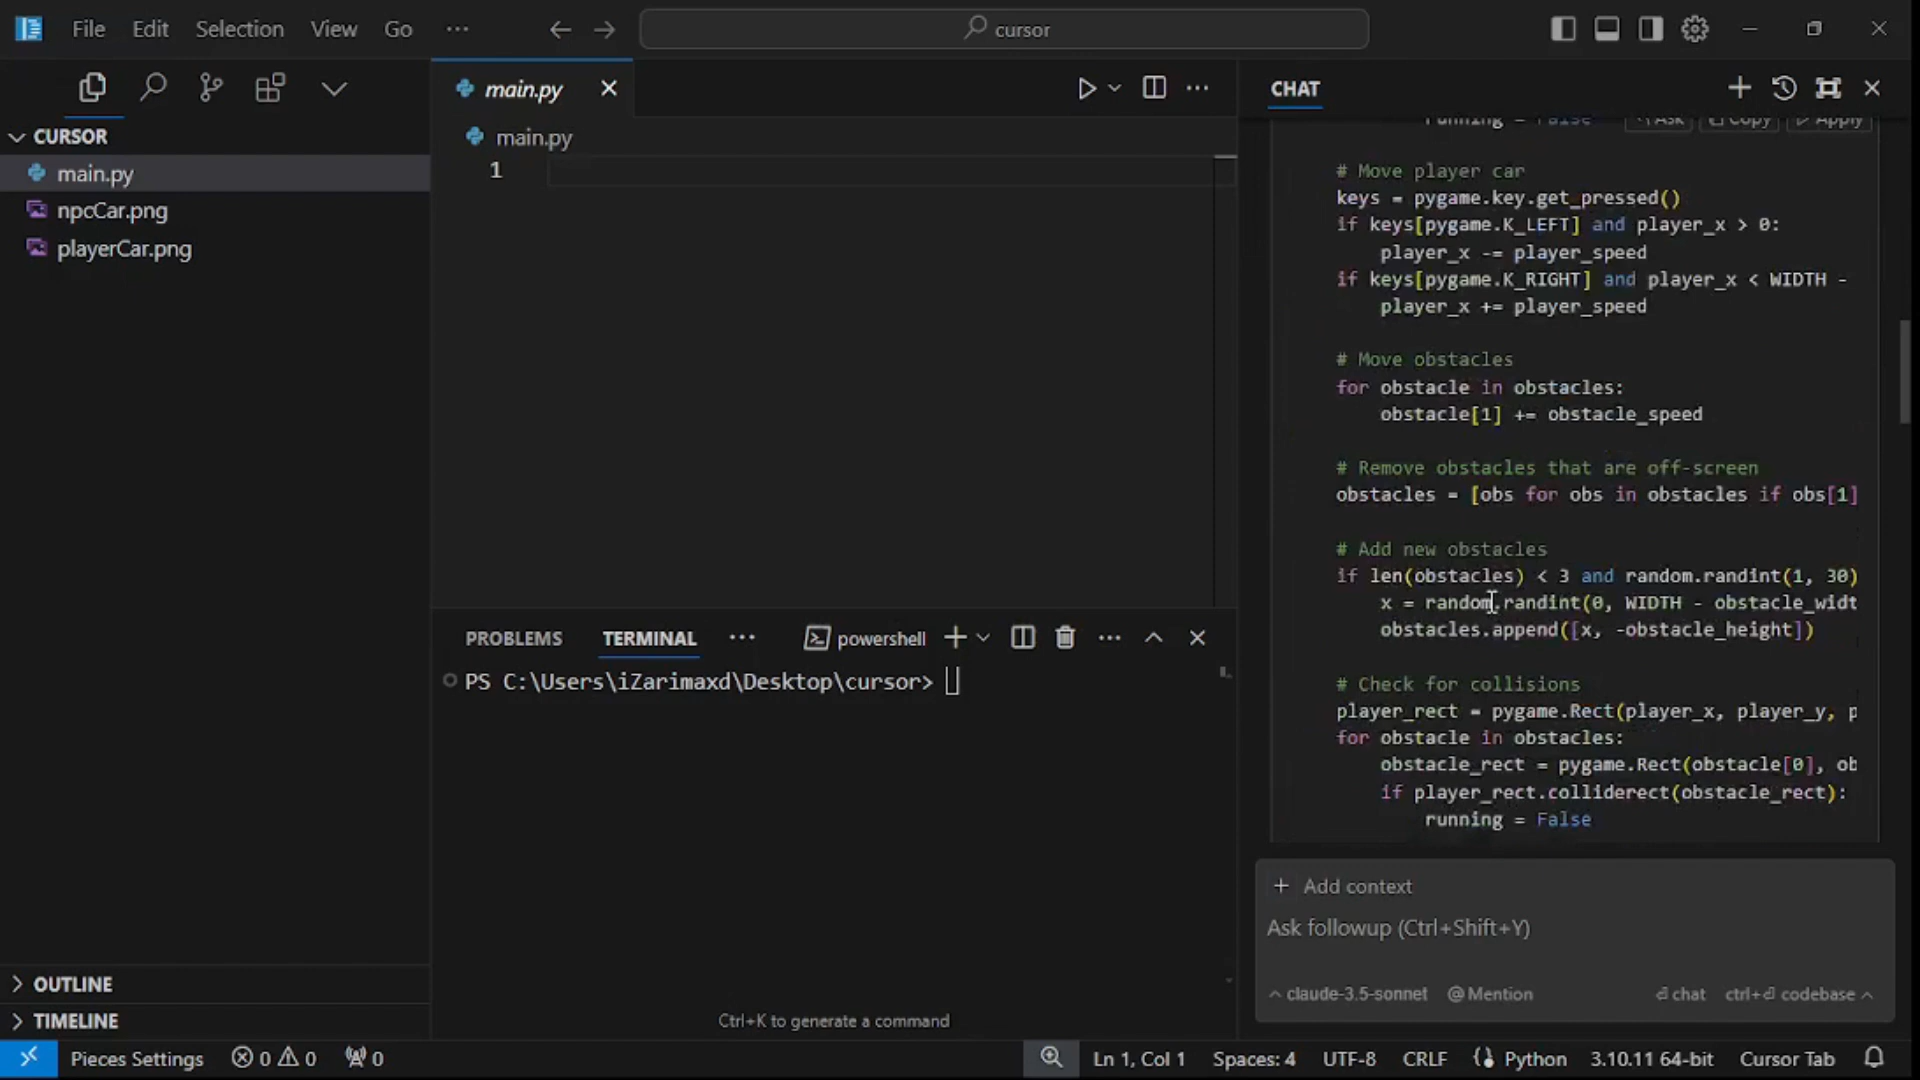 File Edit Selection View Go ···
cursor
CURSOR
main.py
npcCar.png
playerCar.png
OUTLINE
TIMELINE
main.py
main.py
1
PROBLEMS TERMINAL ··· powershell
PS C:\Users\iZarimaxd\Desktop\cursor>
Ctrl+K to generate a command
CHAT
running = False
Ask Copy Apply
# Move player car
keys = pygame.key.get_pressed()
if keys[pygame.K_LEFT] and player_x > 0:
player_x -= player_speed
if keys[pygame.K_RIGHT] and player_x < WIDTH -
player_x += player_speed
# Move obstacles
for obstacle in obstacles:
obstacle[1] += obstacle_speed
# Remove obstacles that are off-screen
obstacles = [obs for obs in obstacles if obs[1]
# Add new obstacles
if len(obstacles) < 3 and random.randint(1, 30)
x = random.randint(0, WIDTH - obstacle_widt
obstacles.append([x, -obstacle_height])
# Check for collisions
player_rect = pygame.Rect(player_x, player_y, p
for obstacle in obstacles:
obstacle_rect = pygame.Rect(obstacle[0], ob
if player_rect.colliderect(obstacle_rect):
running = False
+ Add context
Ask followup (Ctrl+Shift+Y)
claude-3.5-sonnet @ Mention chat ctrl+⏎ codebase
Pieces Settings 0 0 0 Ln 1, Col 1 Spaces: 4 UTF-8 CRLF Python 3.10.11 64-bit Cursor Tab